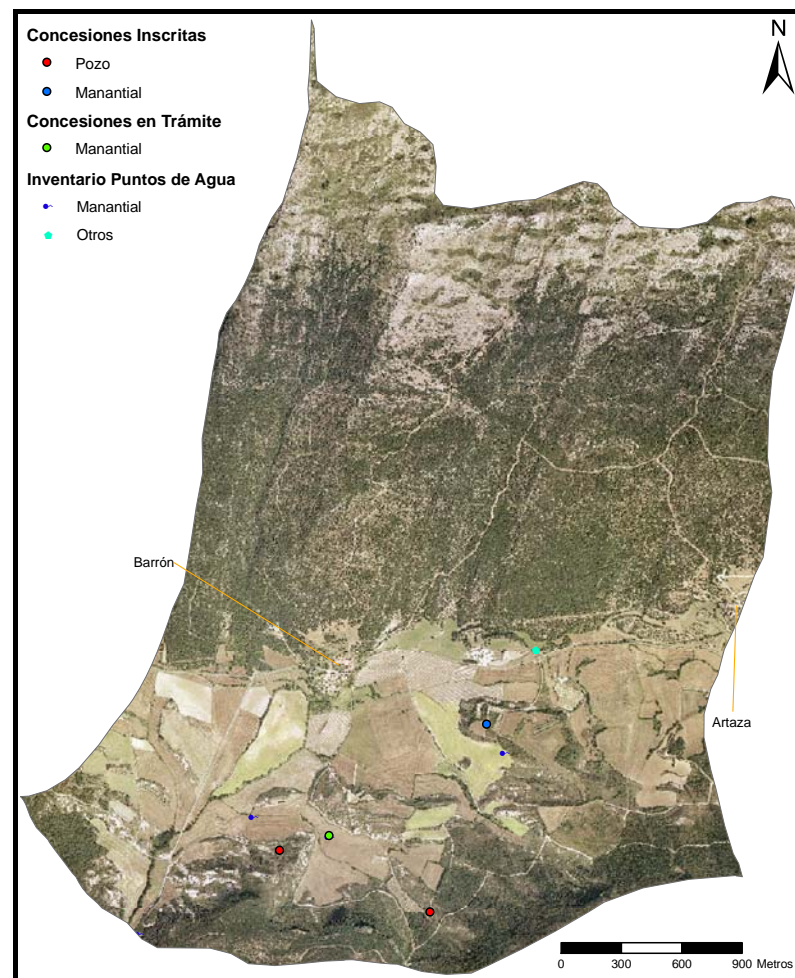 Concesiones Inscritas
Pozo
Manantial
Concesiones en Trámite
Manantial
Inventario Puntos de Agua
Manantial
Otros
N
Barrón
Artaza
0 300 600 900 Metros